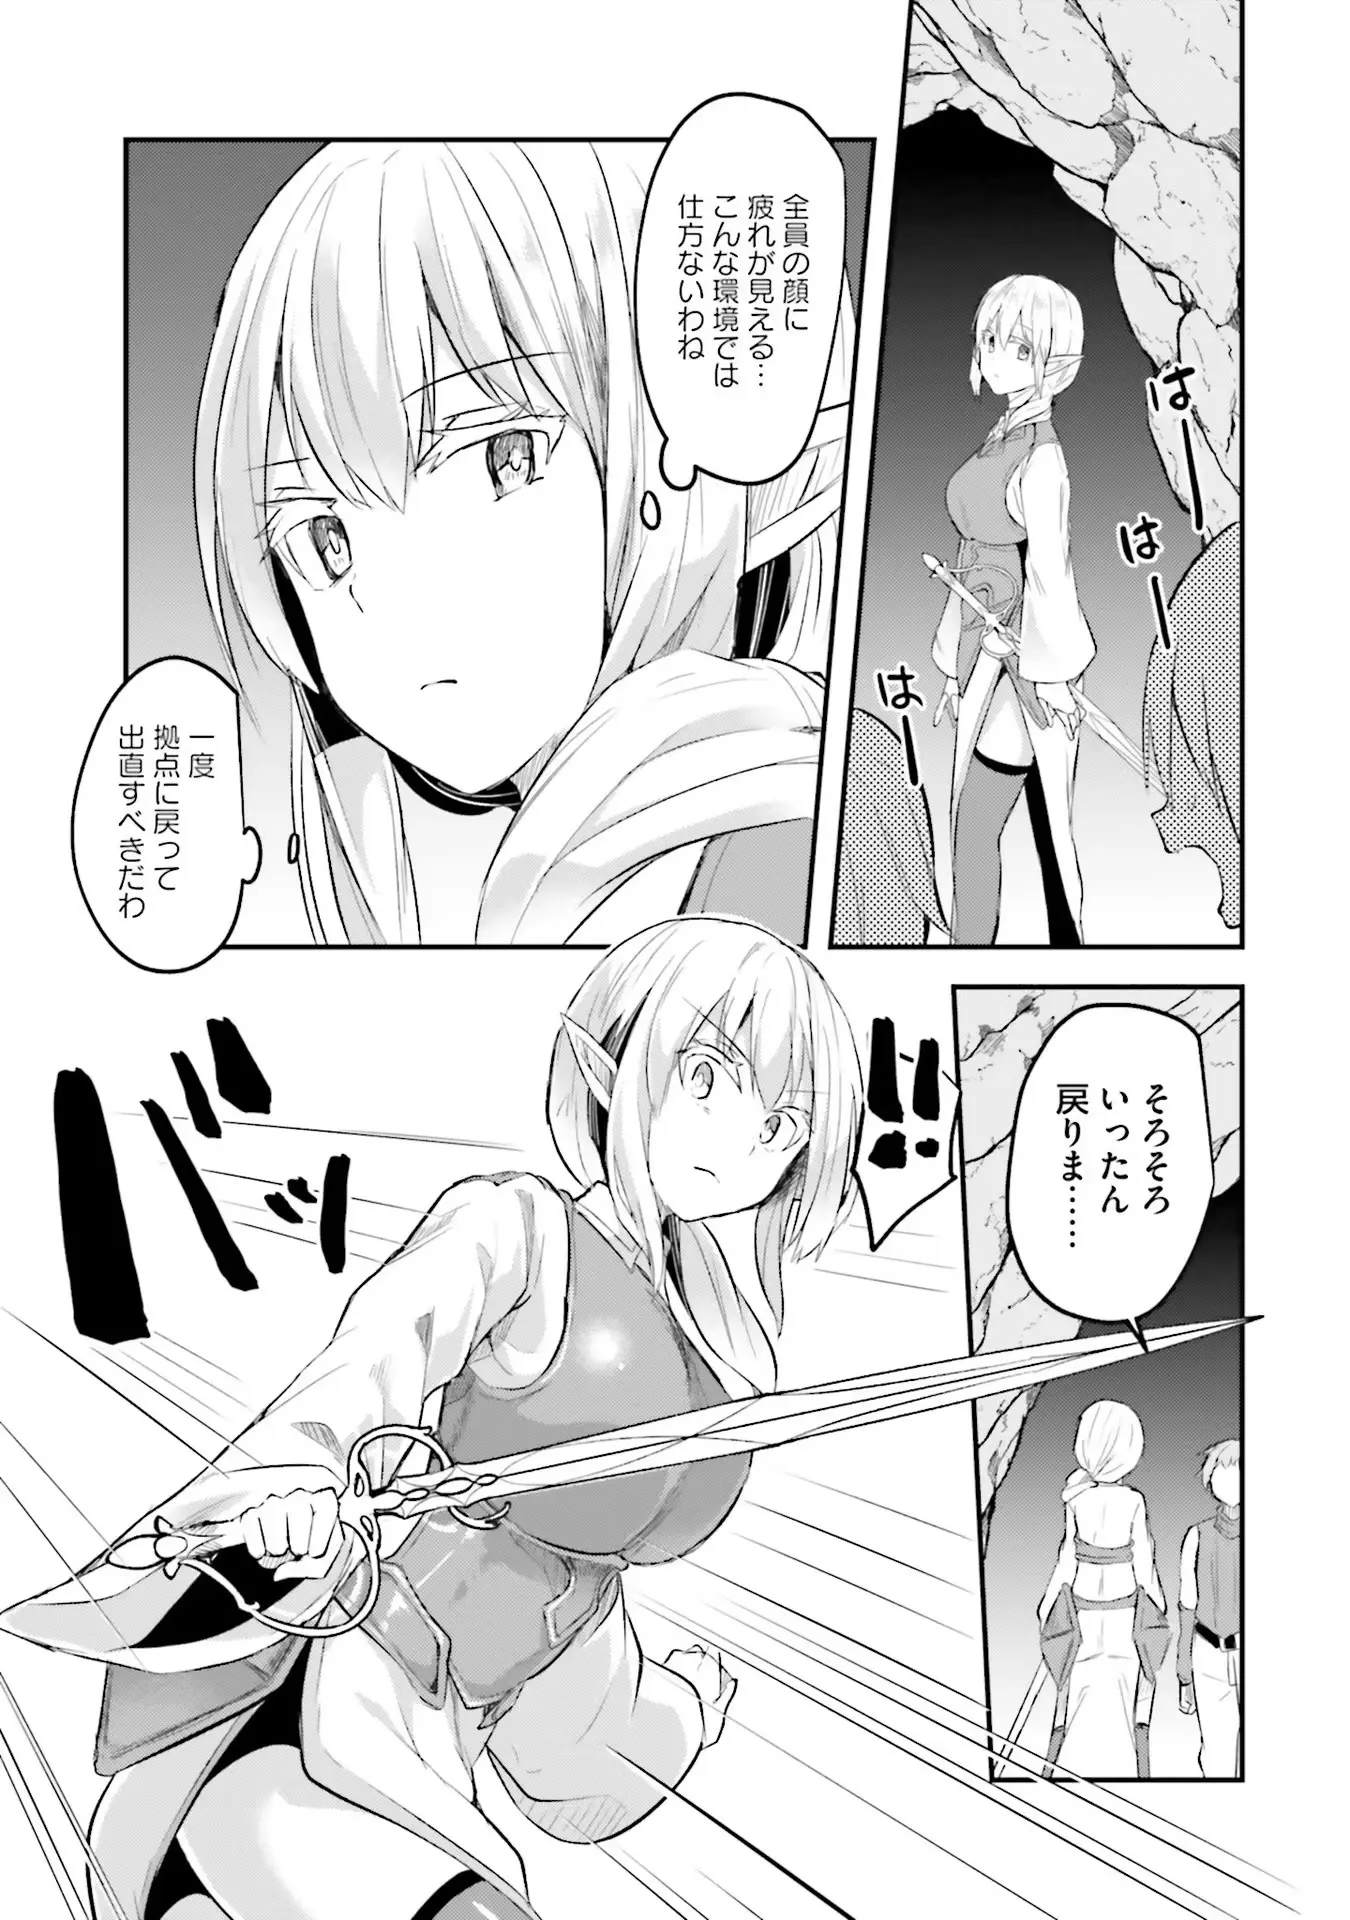 はー
はー
はー
全員の顔に
疲れが見える…
こんな環境では
仕方ないわね
一度
拠点に戻って
出直すべきだわ
そろそろ
いったん
戻りま……
!!
バッ